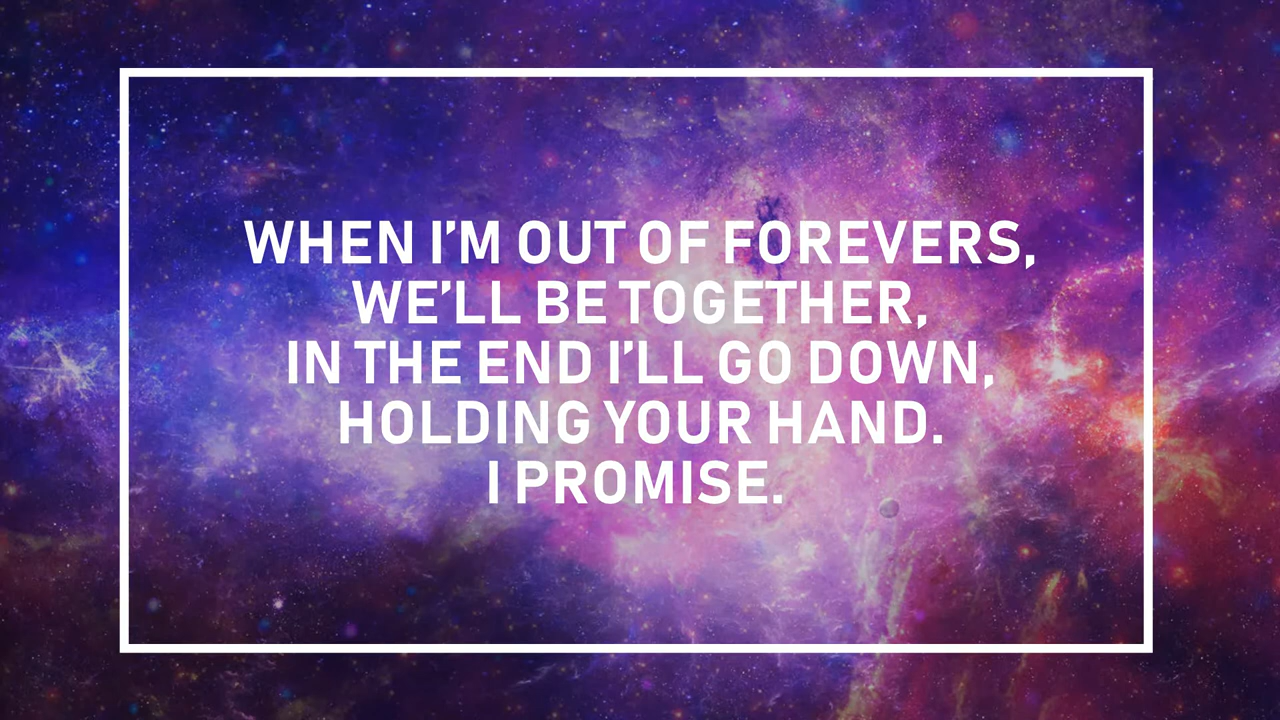 WHEN I'M OUT OF FOREVERS,
WE'LL BE TOGETHER,
IN THE END I'LL GO DOWN,
HOLDING YOUR HAND.
I PROMISE.